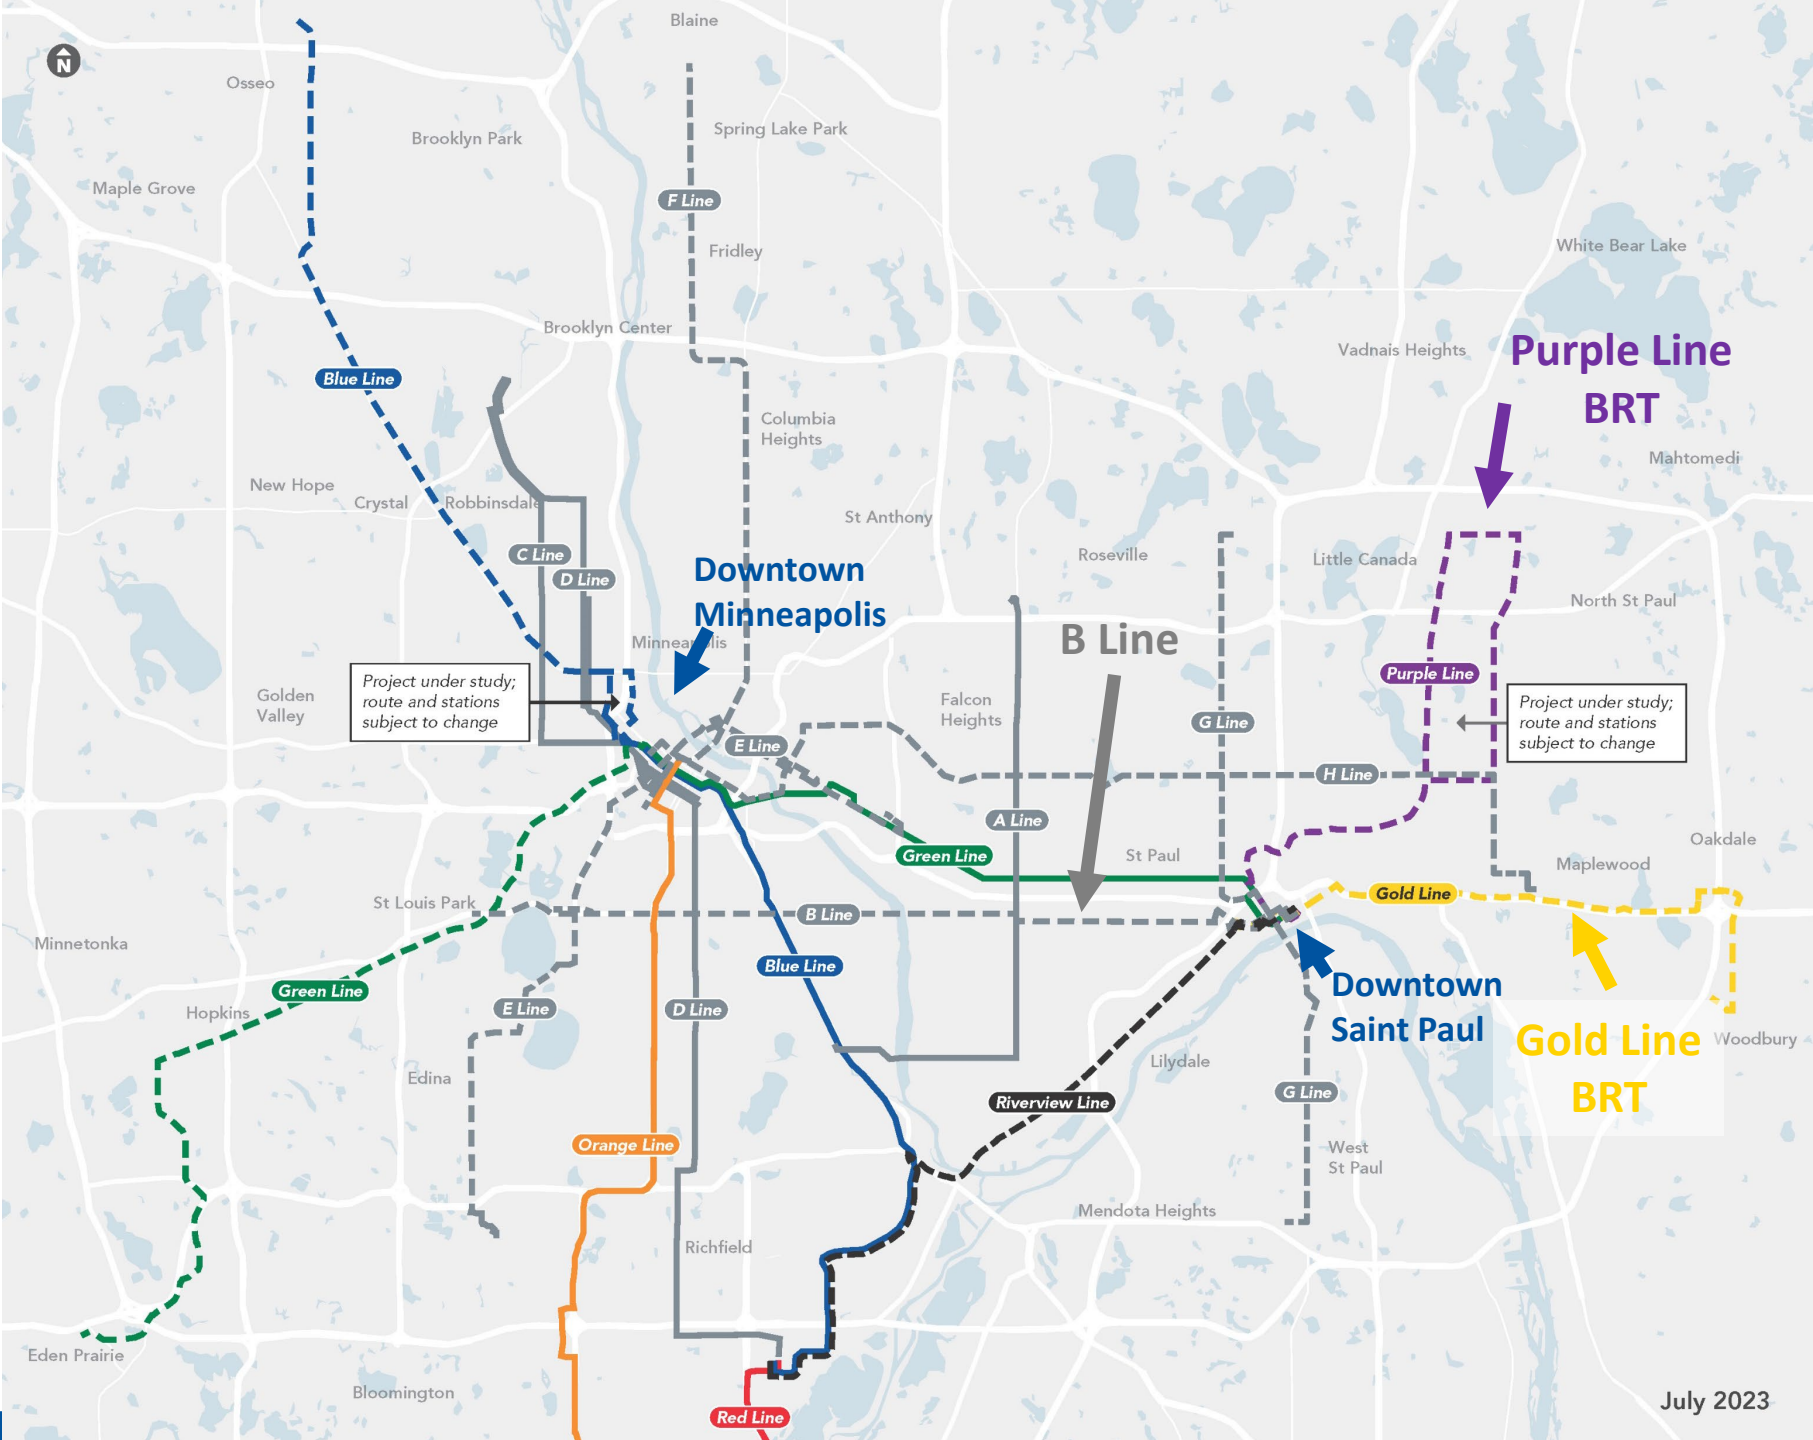 Blaine
N
Osseo
Brooklyn Park
Spring Lake Park
Maple Grove
F Line
Fridley
White Bear Lake
Brooklyn Center
Vadnais Heights
Purple Line
BRT
Blue Line
Columbia
Heights
Mahtomedi
New Hope
Crystal
Robbinsdale
St Anthony
C Line
D Line
Downtown
Minneapolis
Roseville
Little Canada
North St Paul
Minneapolis
B Line
Purple Line
Project under study;
route and stations
subject to change
Golden
Valley
Falcon
Heights
G Line
Project under study;
route and stations
subject to change
E Line
H Line
A Line
Green Line
St Paul
Oakdale
Maplewood
Gold Line
St Louis Park
B Line
Minnetonka
Blue Line
Green Line
Hopkins
E Line
D Line
Downtown
Saint Paul
Gold Line
BRT
Woodbury
Edina
Lilydale
Riverview Line
G Line
Orange Line
West
St Paul
Mendota Heights
Richfield
Eden Prairie
Bloomington
Red Line
July 2023